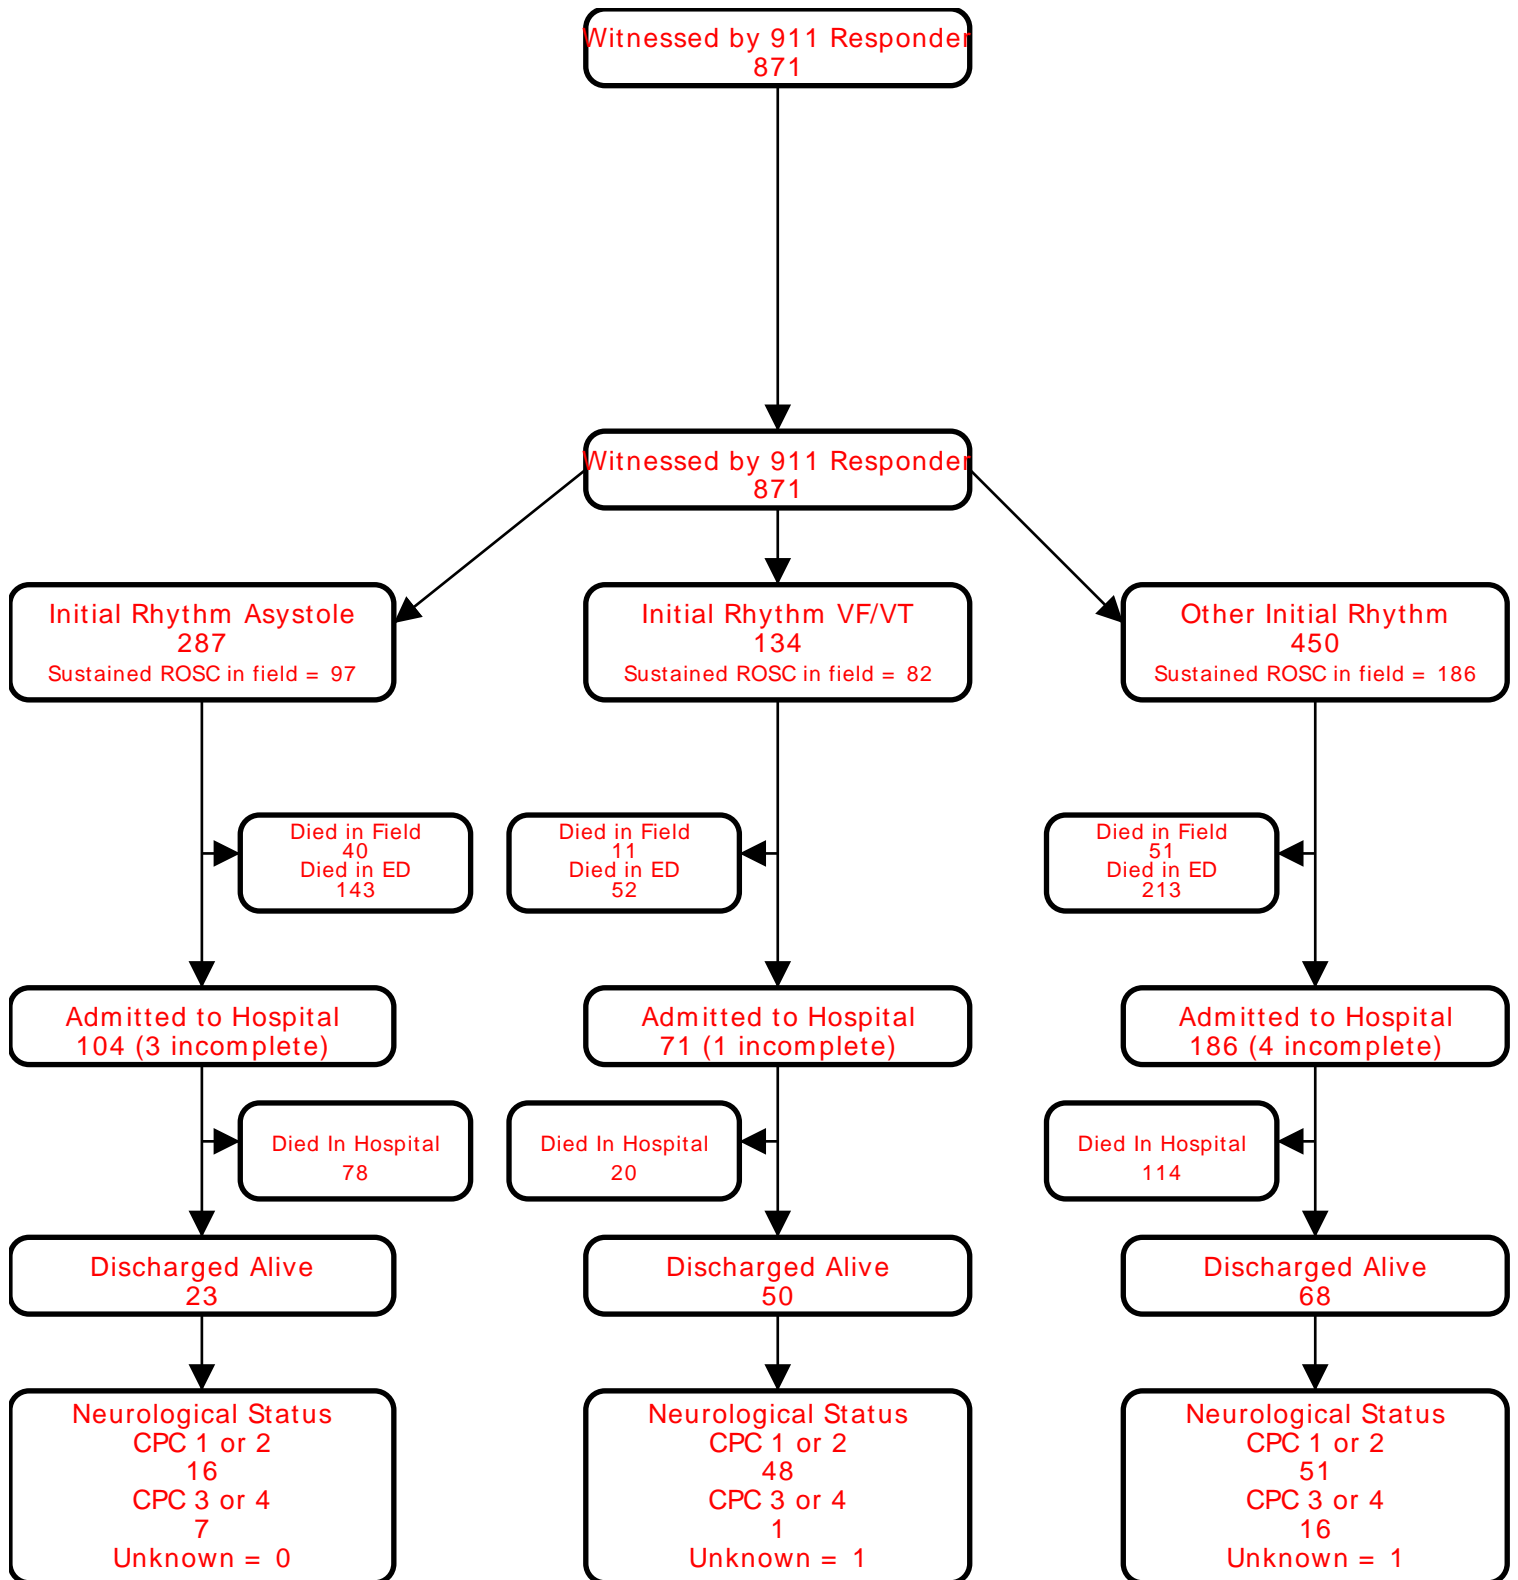 Witnessed by 911 Responder
871
Witnessed by 911 Responder
871
Initial Rhythm Asystole
287
Sustained ROSC in field = 97
Initial Rhythm VF/VT
134
Sustained ROSC in field = 82
Other Initial Rhythm
450
Sustained ROSC in field = 186
Died in Field
40
Died in ED
143
Died in Field
11
Died in ED
52
Died in Field
51
Died in ED
213
Admitted to Hospital
104 (3 incomplete)
Admitted to Hospital
71 (1 incomplete)
Admitted to Hospital
186 (4 incomplete)
Died In Hospital
78
Died In Hospital
20
Died In Hospital
114
Discharged Alive
23
Discharged Alive
50
Discharged Alive
68
Neurological Status
CPC 1 or 2
16
CPC 3 or 4
7
Unknown = 0
Neurological Status
CPC 1 or 2
48
CPC 3 or 4
1
Unknown = 1
Neurological Status
CPC 1 or 2
51
CPC 3 or 4
16
Unknown = 1